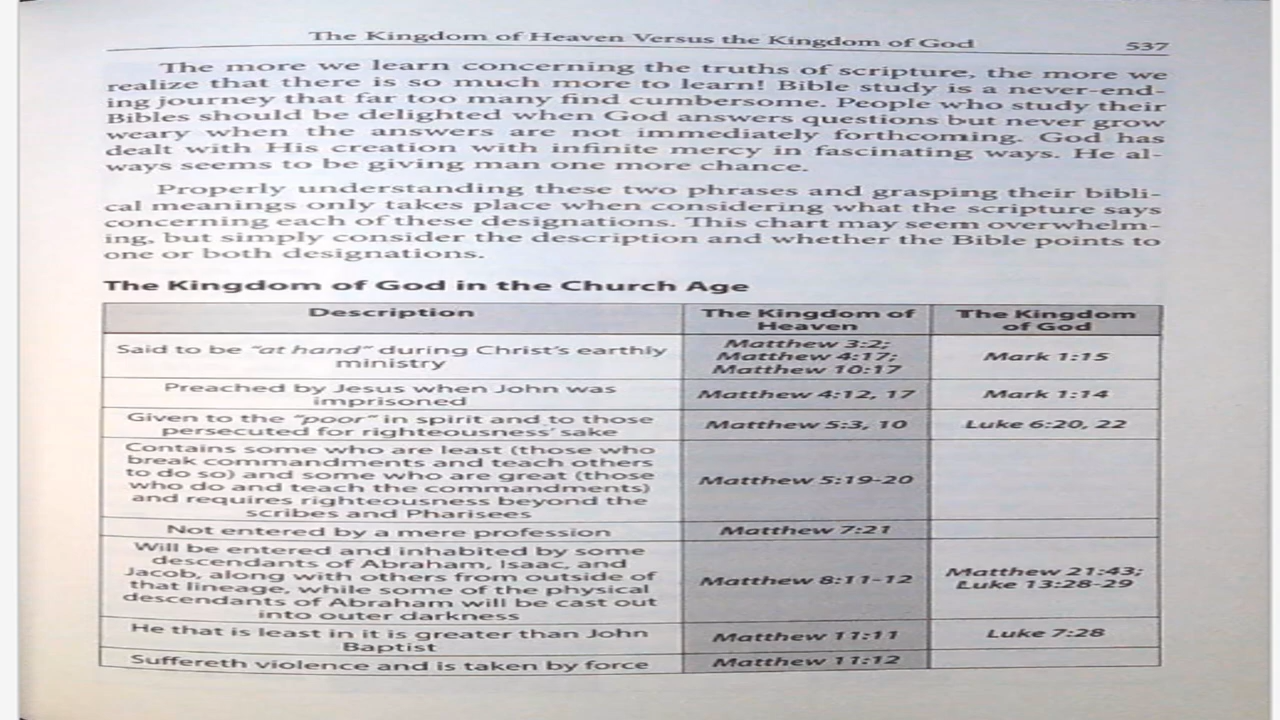 The Kingdom of Heaven Versus the Kingdom of God 537
The more we learn concerning the truths of scripture, the more we
realize that there is so much more to learn! Bible study is a never-end-
ing journey that far too many find cumbersome. People who study their
Bibles should be delighted when God answers questions but never grow
weary when the answers are not immediately forthcoming. God has
dealt with His creation with infinite mercy in fascinating ways. He al-
ways seems to be giving man one more chance.
Properly understanding these two phrases and grasping their bibli-
cal meanings only takes place when considering what the scripture says
concerning each of these designations. This chart may seem overwhelm-
ing, but simply consider the description and whether the Bible points to
one or both designations.
The Kingdom of God in the Church Age
Description
The Kingdom of
Heaven
The Kingdom
of God
Said to be "at hand" during Christ's earthly
ministry
Matthew 3:2;
Matthew 4:17;
Matthew 10:17
Mark 1:15
Preached by Jesus when John was
imprisoned
Matthew 4:12, 17
Mark 1:14
Given to the "poor" in spirit and to those
persecuted for righteousness' sake
Matthew 5:3, 10
Luke 6:20, 22
Contains some who are least (those who
break commandments and teach others
to do so) and some who are great (those
who do and teach the commandments)
and requires righteousness beyond the
scribes and Pharisees
Matthew 5:19-20
Not entered by a mere profession
Matthew 7:21
Will be entered and inhabited by some
descendants of Abraham, Isaac, and
Jacob, along with others from outside of
that lineage, while some of the physical
descendants of Abraham will be cast out
into outer darkness
Matthew 8:11-12
Matthew 21:43;
Luke 13:28-29
He that is least in it is greater than John
Baptist
Matthew 11:11
Luke 7:28
Suffereth violence and is taken by force
Matthew 11:12